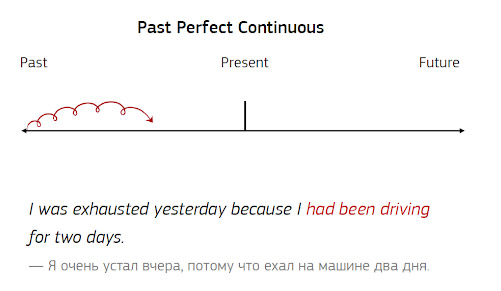 Past Perfect Continuous
Past Present Future
I was exhausted yesterday because I had been driving
for two days.
— Я очень устал вчера, потому что ехал на машине два дня.